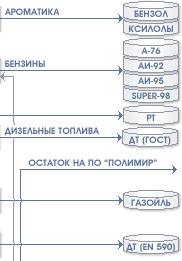 АРОМАТИКА
БЕНЗОЛ
КСИЛОЛЫ
А-76
БЕНЗИНЫ
АИ-92
АИ-95
SUPER-98
РТ
ДИЗЕЛЬНЫЕ ТОПЛИВА
ДТ (ГОСТ)
ОСТАТОК НА ПО “ПОЛИМИР”
ГАЗОЙЛЬ
ДТ (EN 590)